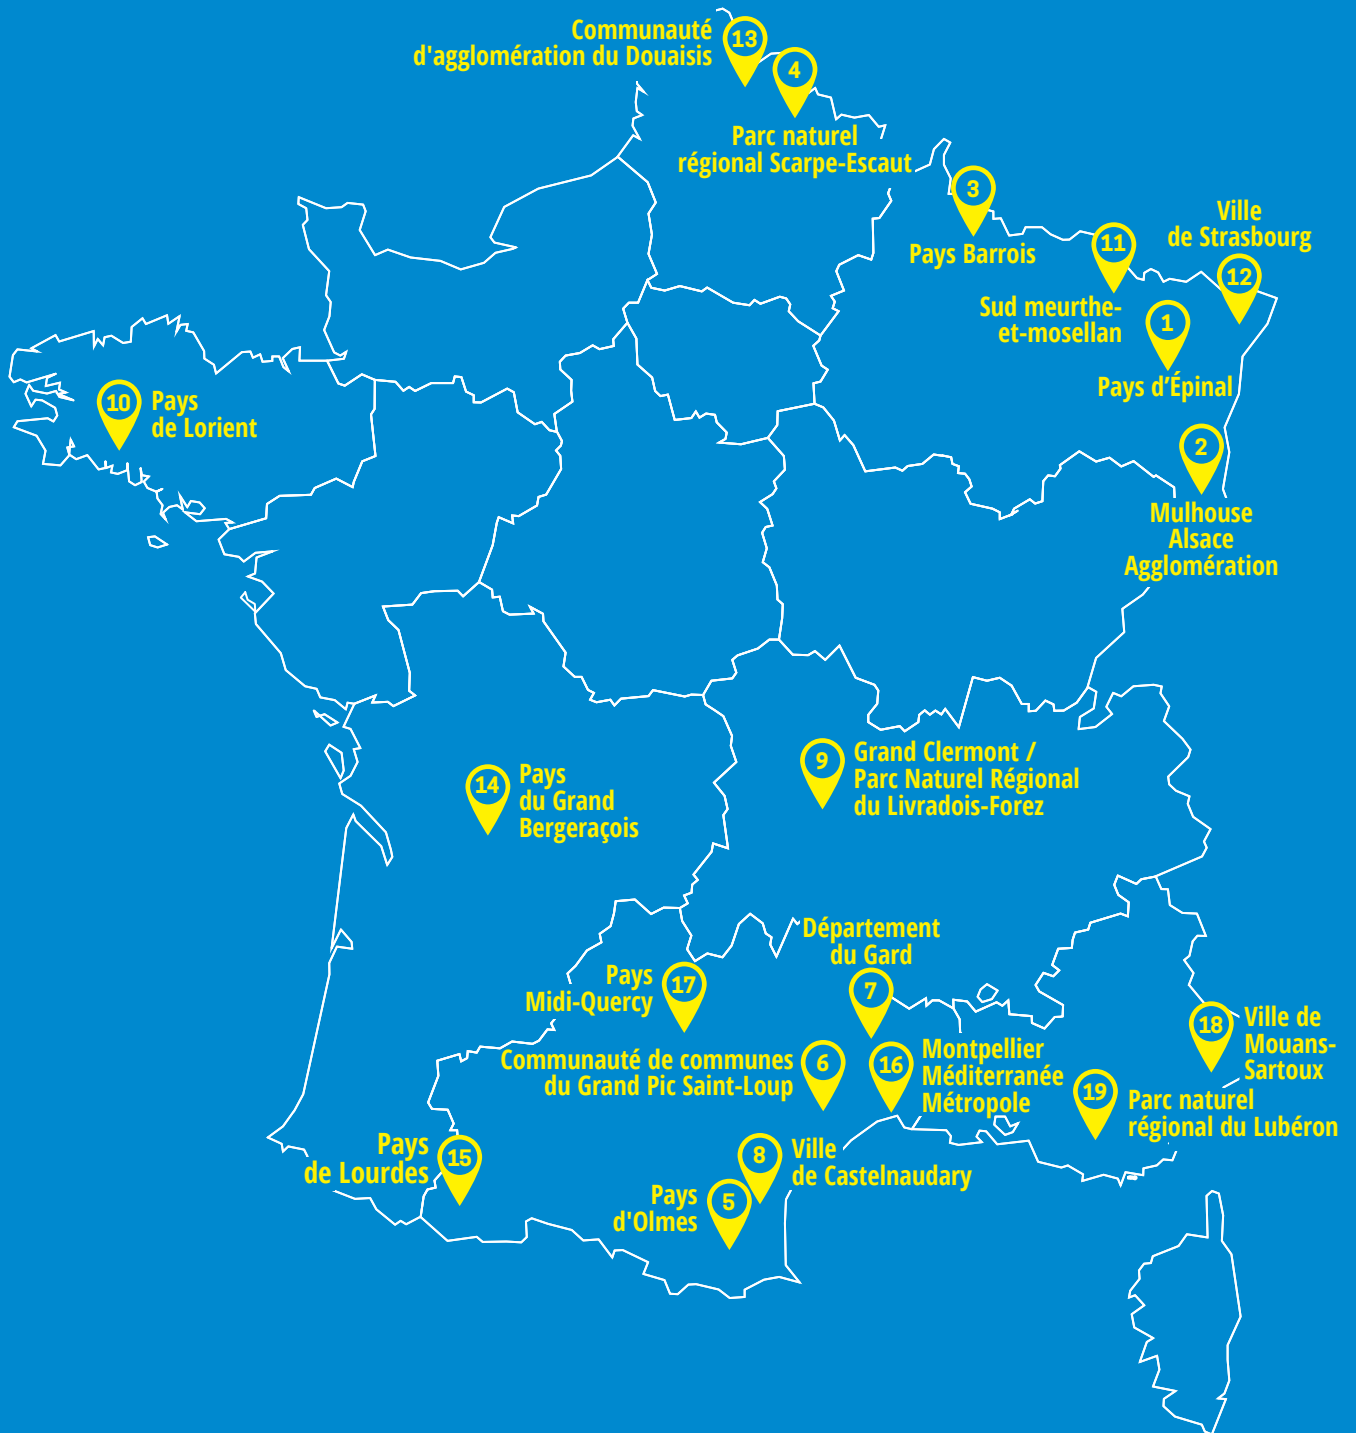 Communauté
d'agglomération du Douaisis
13
4
Parc naturel
régional Scarpe-Escaut
3
Pays Barrois
11
Sud meurthe-
et-mosellan
Ville
de Strasbourg
12
1
Pays d’Épinal
10
Pays
de Lorient
2
Mulhouse
Alsace
Agglomération
9
Grand Clermont /
Parc Naturel Régional
du Livradois-Forez
14
Pays
du Grand
Bergeraçois
Département
du Gard
7
Pays
Midi-Quercy
17
18
Ville de
Mouans-
Sartoux
Communauté de communes
du Grand Pic Saint-Loup
6
16
Montpellier
Méditerranée
Métropole
19
Parc naturel
régional du Lubéron
Pays
de Lourdes
15
8
Ville
de Castelnaudary
Pays
d'Olmes
5